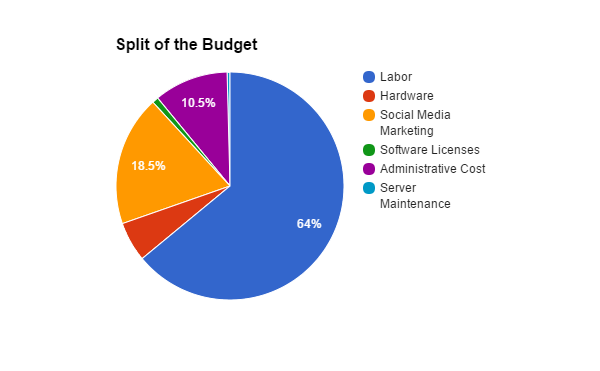 Split of the Budget
10.5%
18.5%
64%
Labor
Hardware
Social Media
Marketing
Software Licenses
Administrative Cost
Server
Maintenance